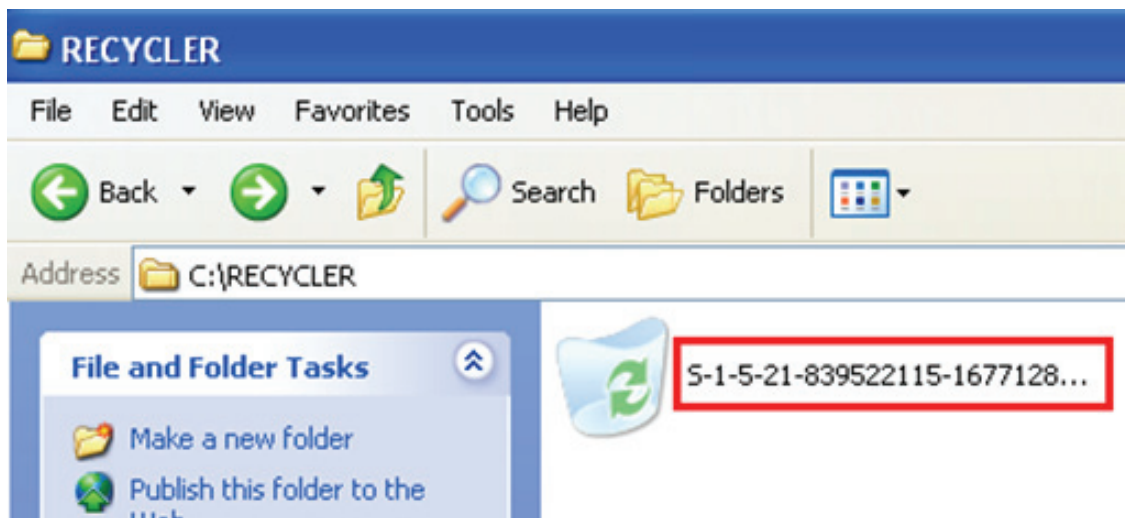 RECYCLER
File Edit View Favorites Tools Help
Back Search Folders
Address C:\RECYCLER
File and Folder Tasks
S-1-5-21-839522115-1677128...
Make a new folder
Publish this folder to the